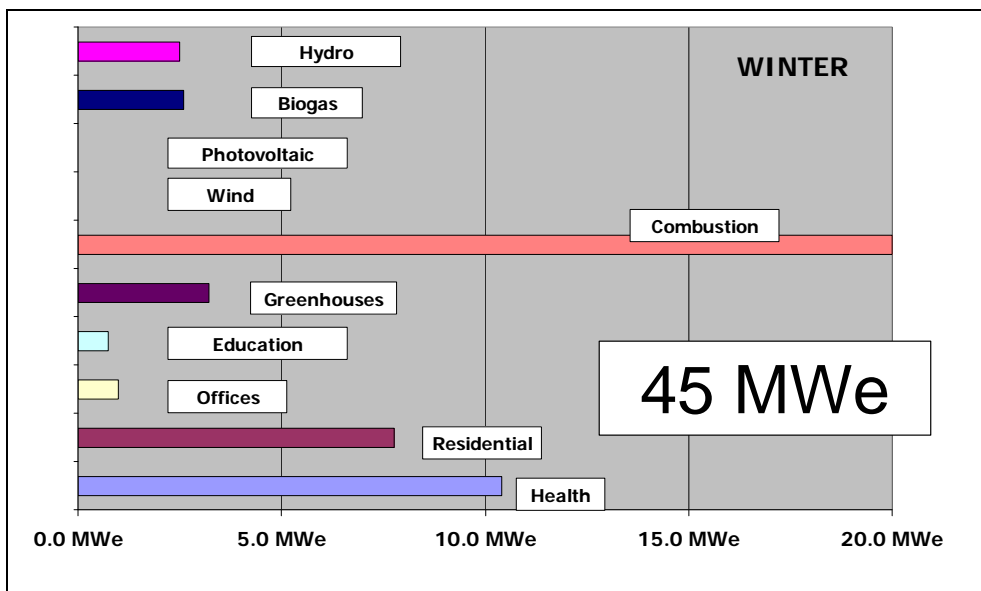 Hydro
WINTER
Biogas
Photovoltaic
Wind
Combustion
Greenhouses
Education
45 MWe
Offices
Residential
Health
0.0 MWe 5.0 MWe 10.0 MWe 15.0 MWe 20.0 MWe